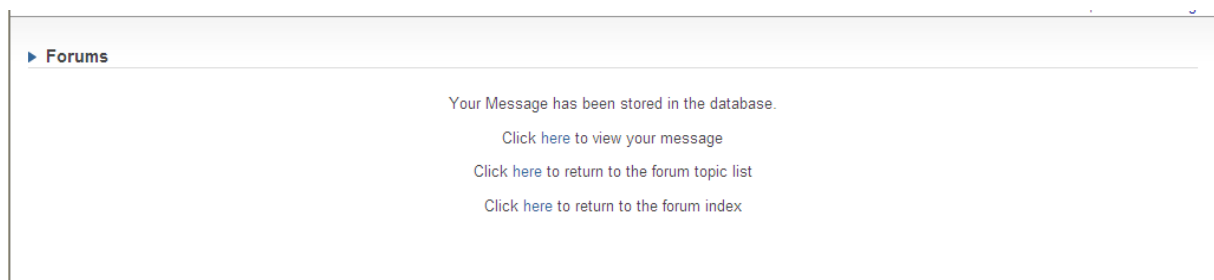 Forums
Your Message has been stored in the database.
Click here to view your message
Click here to return to the forum topic list
Click here to return to the forum index